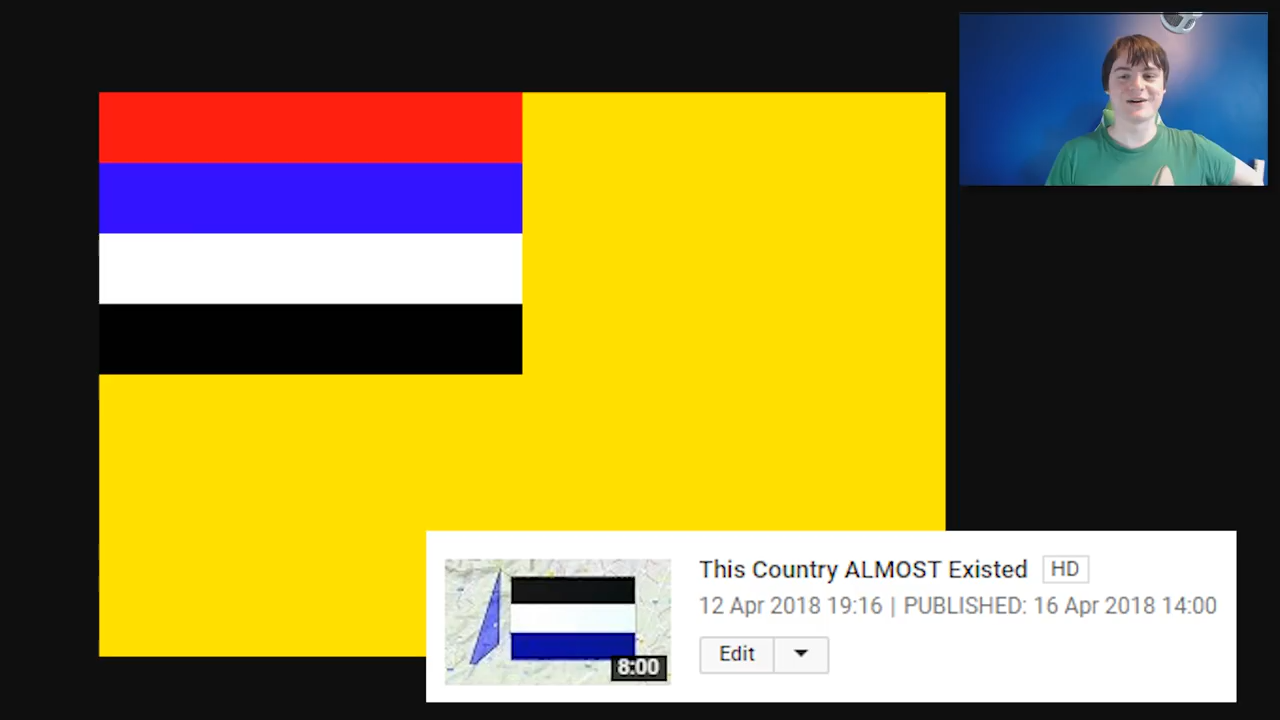 This Country ALMOST Existed HD
12 Apr 2018 19:16 | PUBLISHED: 16 Apr 2018 14:00
Edit
8:00